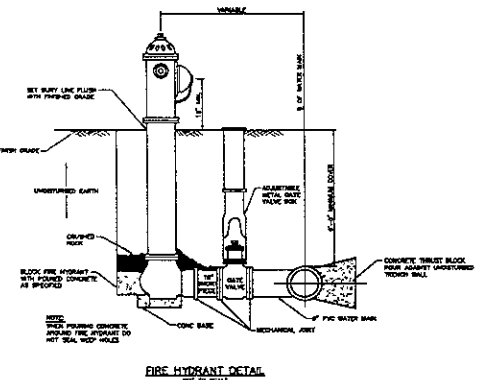 VARIABLE
SET BURY LINE FLUSH
WITH FINISHED GRADE
18" MIN.
℄ OF WATER MAIN
FINISH GRADE
UNDISTURBED EARTH
ADJUSTABLE
METAL GATE
VALVE BOX
MINIMUM COVER
CRUSHED
ROCK
BLOCK FIRE HYDRANT
WITH POURED CONCRETE
AS SPECIFIED
GATE
VALVE
CONCRETE THRUST BLOCK
POUR AGAINST UNDISTURBED
TRENCH WALL
PVC WATER MAIN
NOTE:
WHEN POURING CONCRETE
AROUND FIRE HYDRANT DO
NOT SEAL WEEP HOLES
CONC BASE
MECHANICAL JOINT
FIRE HYDRANT DETAIL